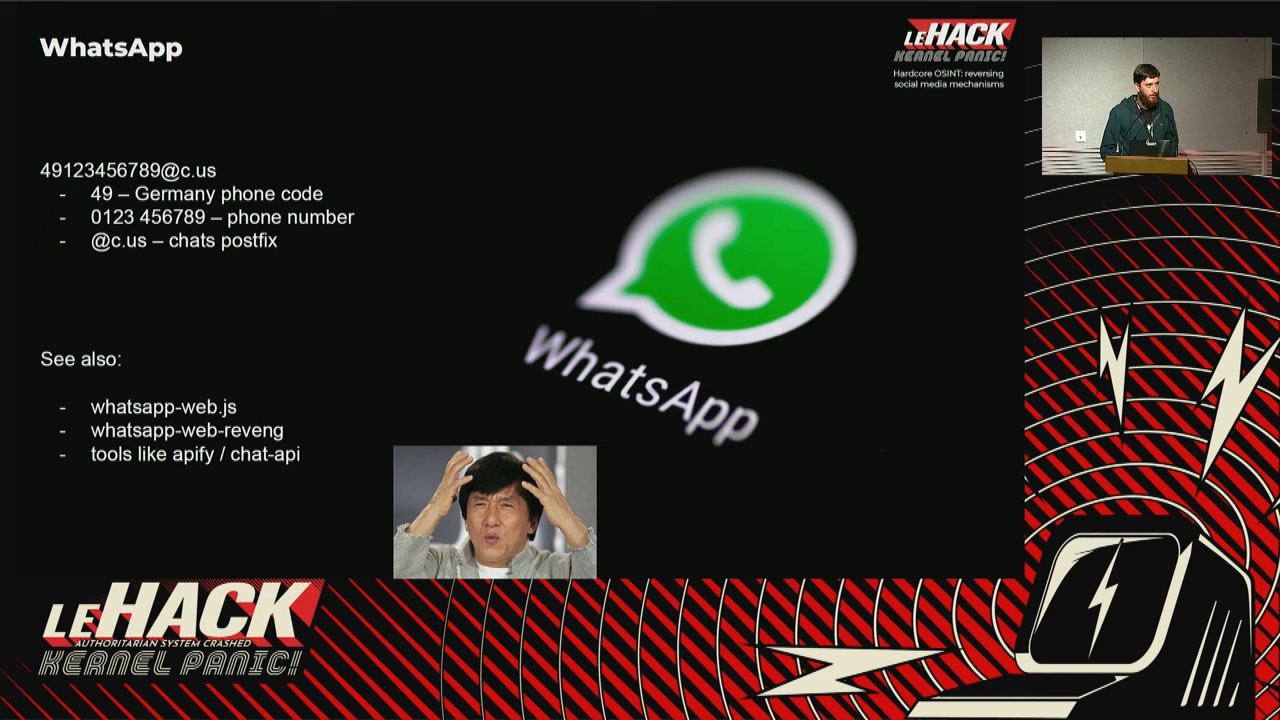 WhatsApp
LEHACK
KERNEL PANIC!
Hardcore OSINT: reversing
social media mechanisms
49123456789@c.us
- 49 – Germany phone code
- 0123 456789 – phone number
- @c.us – chats postfix
WhatsApp
See also:
- whatsapp-web.js
- whatsapp-web-reveng
- tools like apify / chat-api
LEHACK
AUTHORITARIAN SYSTEM CRASHED
KERNEL PANIC!